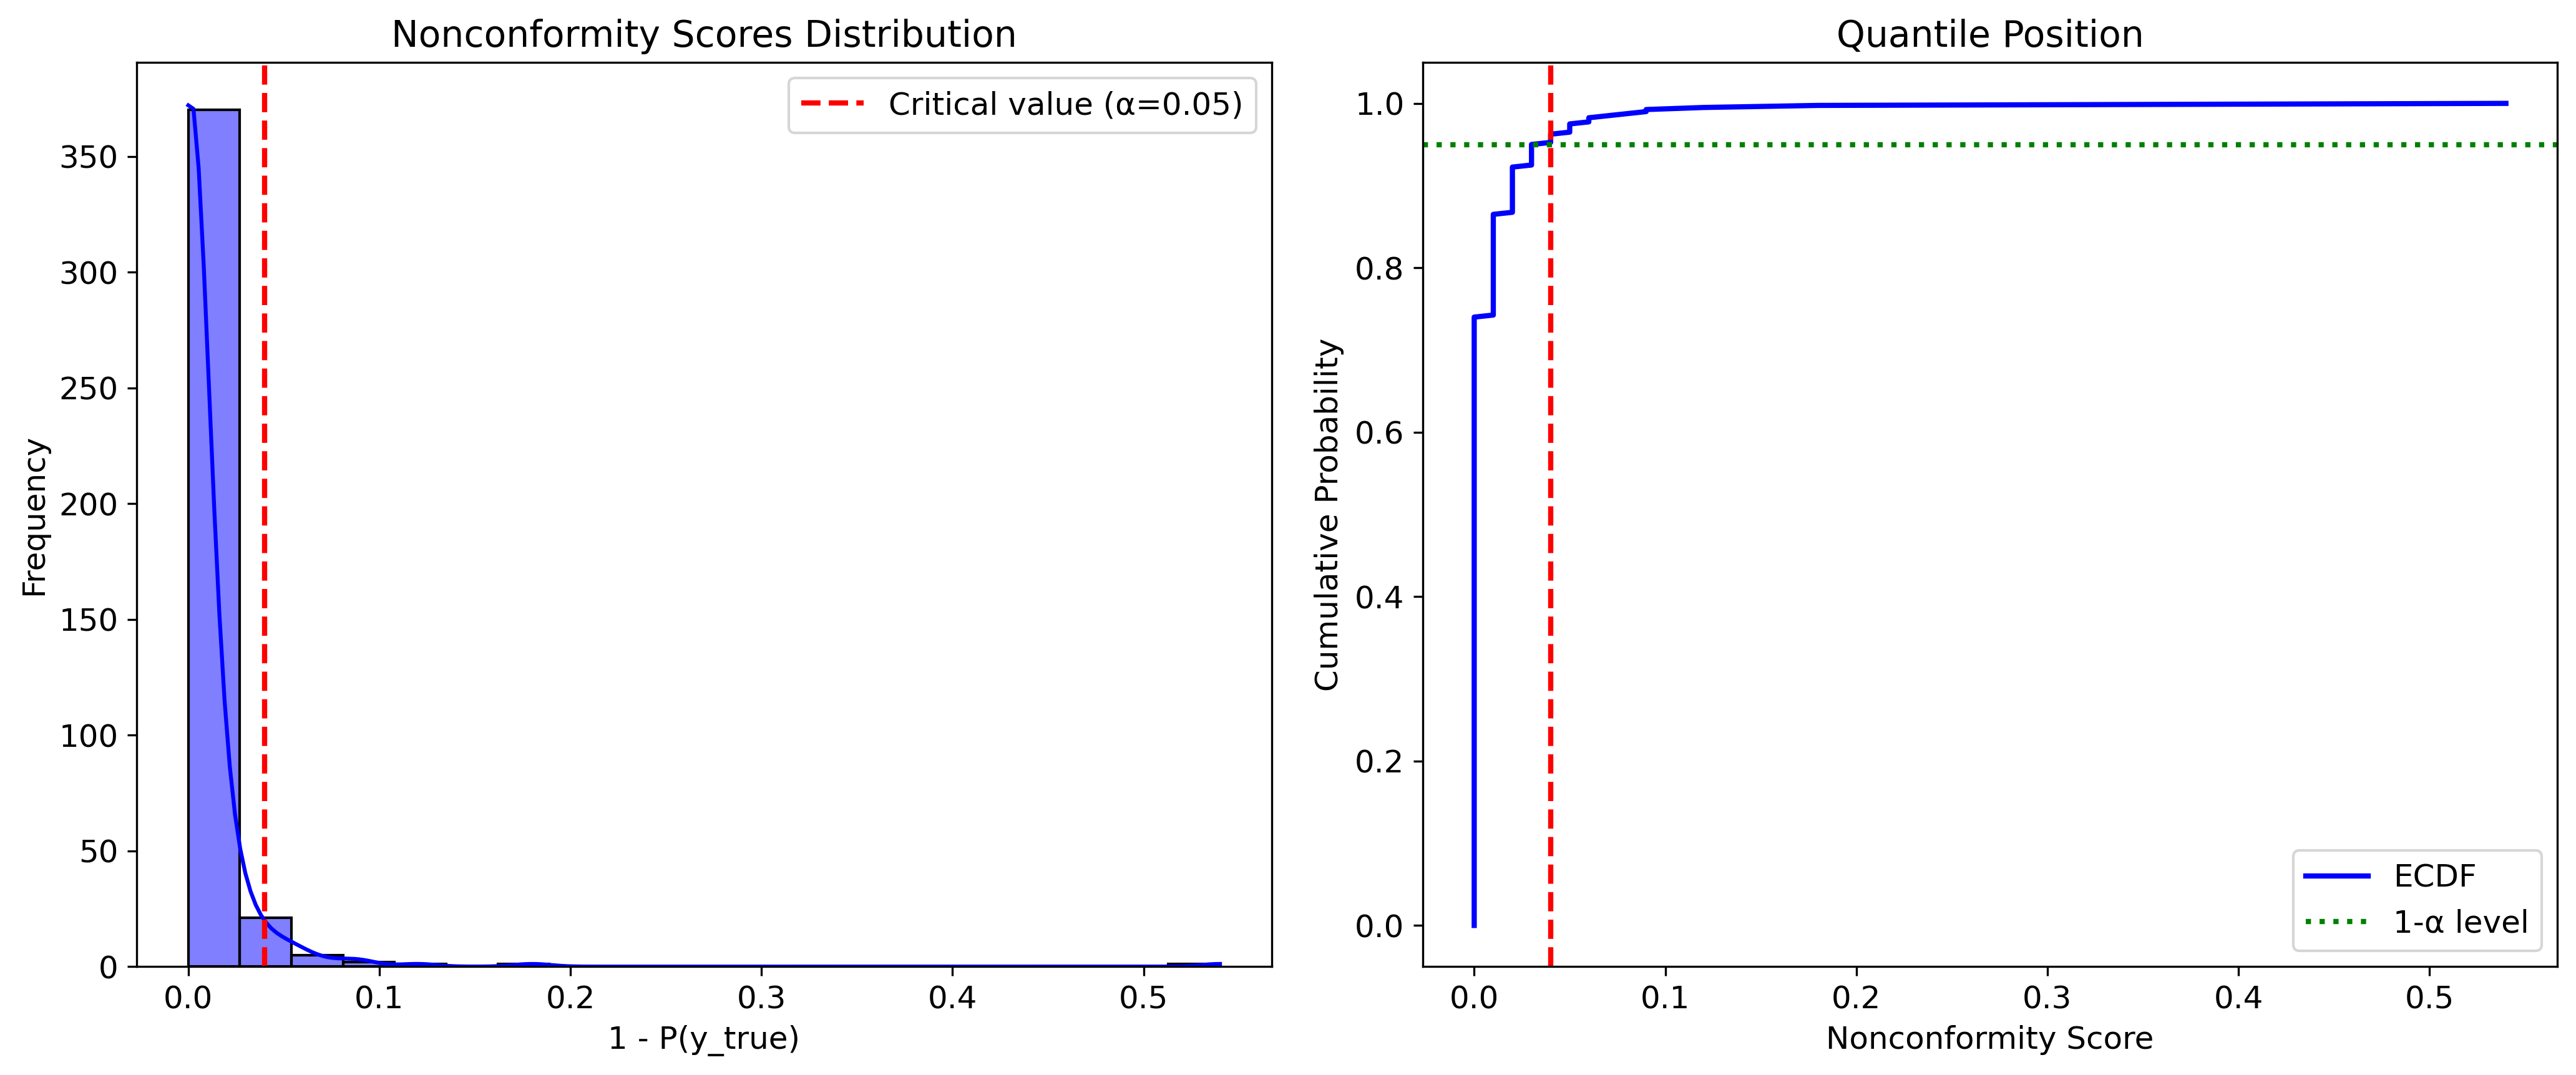 Nonconformity Scores Distribution
Frequency
350
300
250
200
150
100
50
0
Critical value (α=0.05)
0.0 0.1 0.2 0.3 0.4 0.5
1 - P(y_true)
Quantile Position
Cumulative Probability
1.0
0.8
0.6
0.4
0.2
0.0
ECDF
1-α level
0.0 0.1 0.2 0.3 0.4 0.5
Nonconformity Score